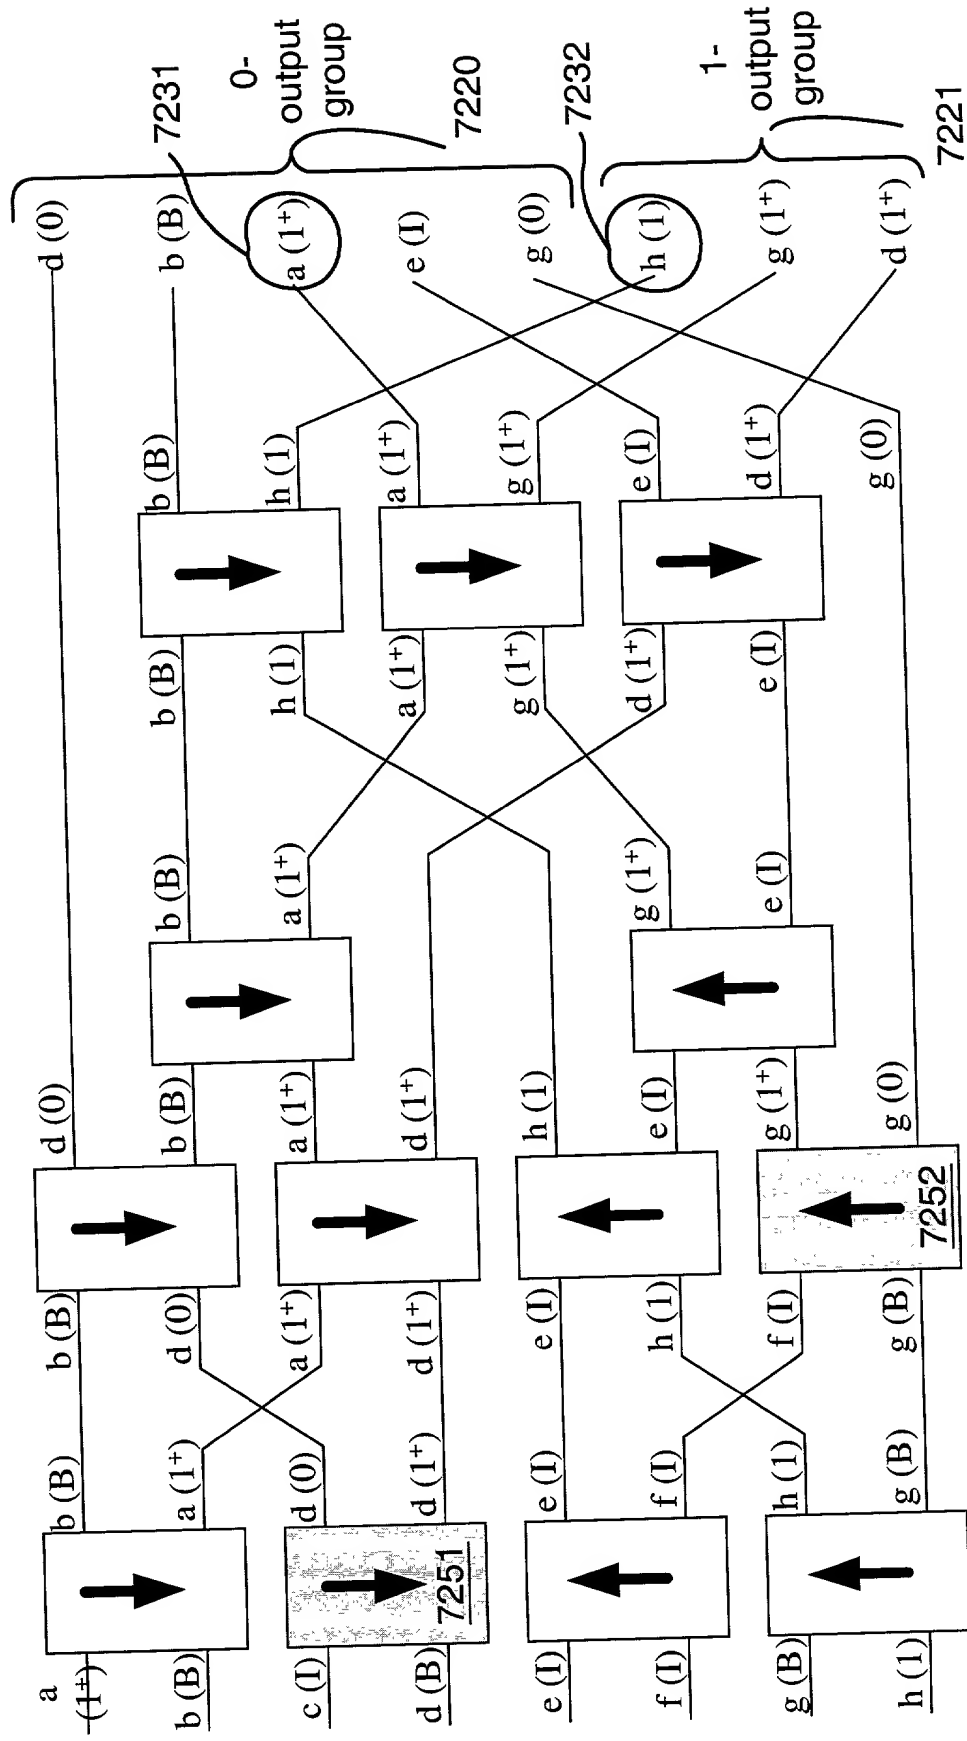 a
(1⁺)
b (B)
c (I)
d (B)
e (I)
f (I)
g (B)
h (1)
7251
b (B)
a (1⁺)
d (0)
d (1⁺)
e (I)
f (I)
h (1)
g (B)
b (B)
d (0)
a (1⁺)
d (1⁺)
e (I)
h (1)
f (I)
g (B)
7252
d (0)
b (B)
a (1⁺)
d (1⁺)
h (1)
e (I)
g (1⁺)
g (0)
b (B)
a (1⁺)
g (1⁺)
e (I)
b (B)
h (1)
a (1⁺)
g (1⁺)
d (1⁺)
e (I)
b (B)
h (1)
a (1⁺)
g (1⁺)
e (I)
d (1⁺)
g (0)
d (0)
b (B)
a (1⁺)
e (I)
g (0)
h (1)
g (1⁺)
d (1⁺)
7231
0-
output
group
7220
7232
1-
output
group
7221